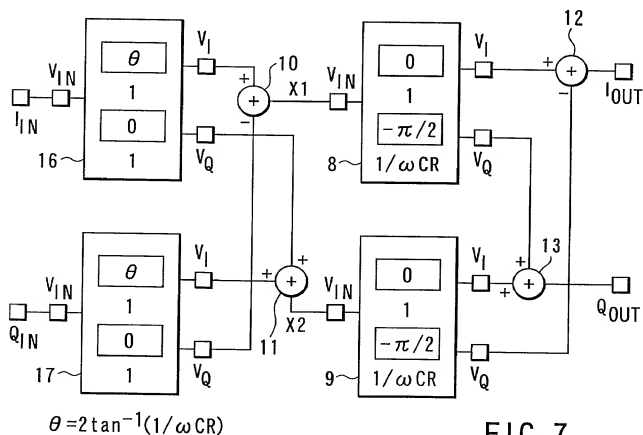 12
V_I
10
V_I
V_IN
θ
+
V_IN
0
+
+
+
I_OUT
1
X1
1
−
I_IN
0
−
−π/2
16
1
V_Q
8
1/ωCR
V_Q
V_I
+
V_I
+
13
V_IN
θ
+
+
V_IN
0
+
+
1
1
Q_OUT
Q_IN
0
11
X2
−π/2
17
1
V_Q
9
1/ωCR
V_Q
θ=2tan⁻¹(1/ωCR)
FIG. 7